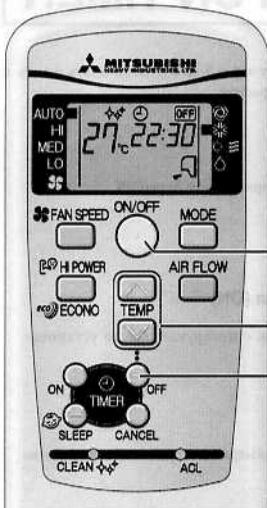 MITSUBISHI
HEAVY INDUSTRIES, LTD.
AUTO
HI
MED
LO
OFF
27°C 22:30
FAN SPEED
ON/OFF
MODE
HI POWER
ECONO
TEMP
AIR FLOW
ON
TIMER
OFF
SLEEP
CANCEL
CLEAN
ACL